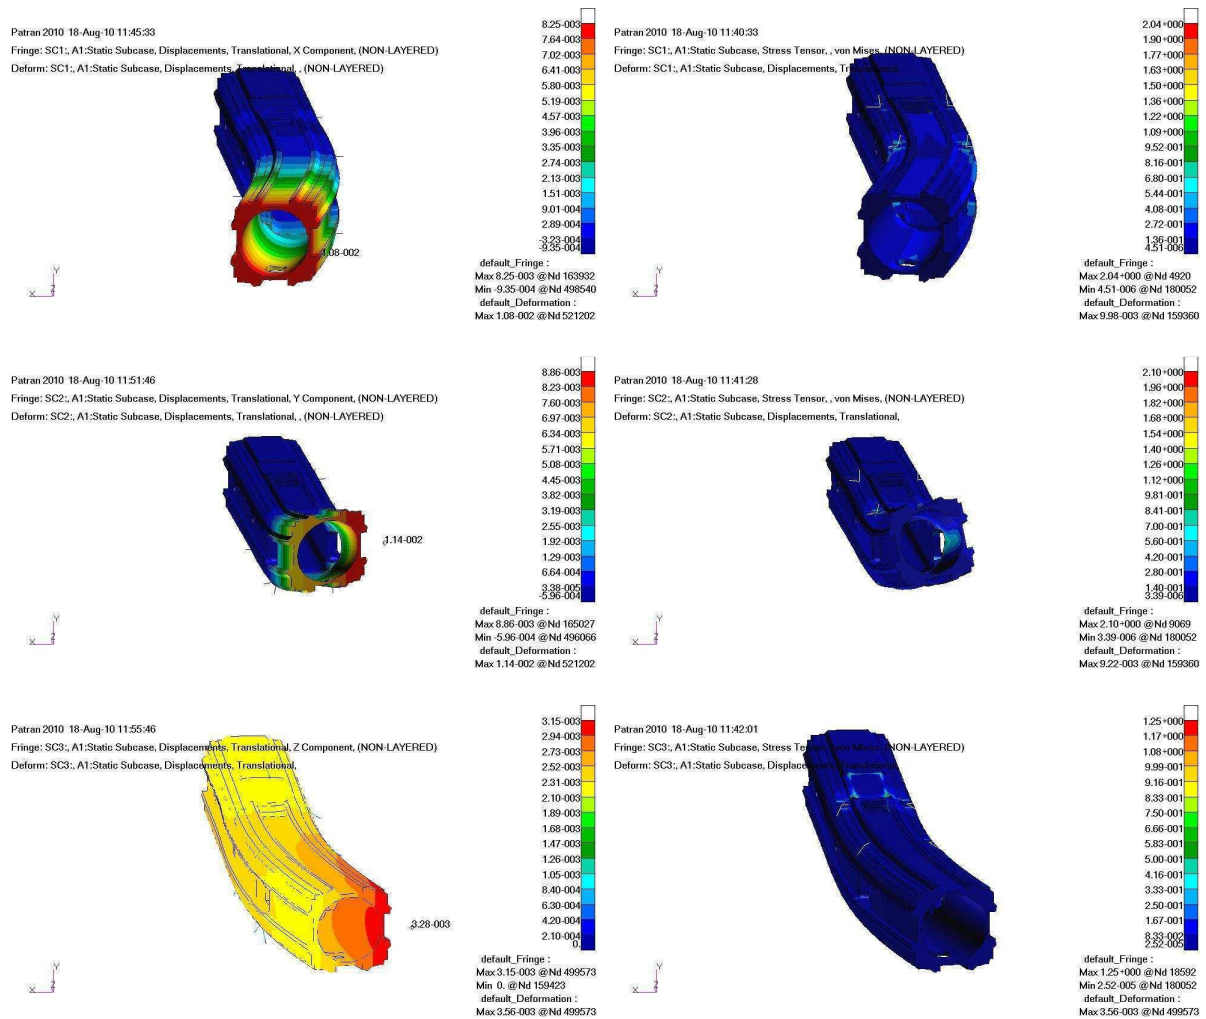 Patran 2010 18-Aug-10 11:45:33
Fringe: SC1:, A1:Static Subcase, Displacements, Translational, X Component, (NON-LAYERED)
Deform: SC1:, A1:Static Subcase, Displacements, Translational, , (NON-LAYERED)
8.25-003
7.64-003
7.02-003
6.41-003
5.80-003
5.19-003
4.57-003
3.96-003
3.35-003
2.74-003
2.13-003
1.51-003
9.01-004
2.89-004
-3.23-004
-9.35-004
1.08-002
default_Fringe :
Max 8.25-003 @Nd 163932
Min -9.35-004 @Nd 498540
default_Deformation :
Max 1.08-002 @Nd 521202
Y
X
Z
Patran 2010 18-Aug-10 11:40:33
Fringe: SC1:, A1:Static Subcase, Stress Tensor, , von Mises, (NON-LAYERED)
Deform: SC1:, A1:Static Subcase, Displacements, Translational,
2.04+000
1.90+000
1.77+000
1.63+000
1.50+000
1.36+000
1.22+000
1.09+000
9.52-001
8.16-001
6.80-001
5.44-001
4.08-001
2.72-001
1.36-001
4.51-006
default_Fringe :
Max 2.04+000 @Nd 4920
Min 4.51-006 @Nd 180052
default_Deformation :
Max 9.98-003 @Nd 159360
Y
X
Z
Patran 2010 18-Aug-10 11:51:46
Fringe: SC2:, A1:Static Subcase, Displacements, Translational, Y Component, (NON-LAYERED)
Deform: SC2:, A1:Static Subcase, Displacements, Translational, , (NON-LAYERED)
8.86-003
8.23-003
7.60-003
6.97-003
6.34-003
5.71-003
5.08-003
4.45-003
3.82-003
3.19-003
2.55-003
1.92-003
1.29-003
6.64-004
3.38-005
-5.96-004
1.14-002
default_Fringe :
Max 8.86-003 @Nd 165027
Min -5.96-004 @Nd 496066
default_Deformation :
Max 1.14-002 @Nd 521202
Y
X
Z
Patran 2010 18-Aug-10 11:41:28
Fringe: SC2:, A1:Static Subcase, Stress Tensor, , von Mises, (NON-LAYERED)
Deform: SC2:, A1:Static Subcase, Displacements, Translational,
2.10+000
1.96+000
1.82+000
1.68+000
1.54+000
1.40+000
1.26+000
1.12+000
9.81-001
8.41-001
7.00-001
5.60-001
4.20-001
2.80-001
1.40-001
3.39-006
default_Fringe :
Max 2.10+000 @Nd 9069
Min 3.39-006 @Nd 180052
default_Deformation :
Max 9.22-003 @Nd 159360
Y
X
Z
Patran 2010 18-Aug-10 11:55:46
Fringe: SC3:, A1:Static Subcase, Displacements, Translational, Z Component, (NON-LAYERED)
Deform: SC3:, A1:Static Subcase, Displacements, Translational,
3.15-003
2.94-003
2.73-003
2.52-003
2.31-003
2.10-003
1.89-003
1.68-003
1.47-003
1.26-003
1.05-003
8.40-004
6.30-004
4.20-004
2.10-004
0.
3.28-003
default_Fringe :
Max 3.15-003 @Nd 499573
Min 0. @Nd 159423
default_Deformation :
Max 3.56-003 @Nd 499573
Y
X
Z
Patran 2010 18-Aug-10 11:42:01
Fringe: SC3:, A1:Static Subcase, Stress Tensor, , von Mises, (NON-LAYERED)
Deform: SC3:, A1:Static Subcase, Displacements, Translational,
1.25+000
1.17+000
1.08+000
9.99-001
9.16-001
8.33-001
7.50-001
6.66-001
5.83-001
5.00-001
4.16-001
3.33-001
2.50-001
1.67-001
8.33-002
2.52-005
default_Fringe :
Max 1.25+000 @Nd 18592
Min 2.52-005 @Nd 180052
default_Deformation :
Max 3.56-003 @Nd 499573
Y
X
Z